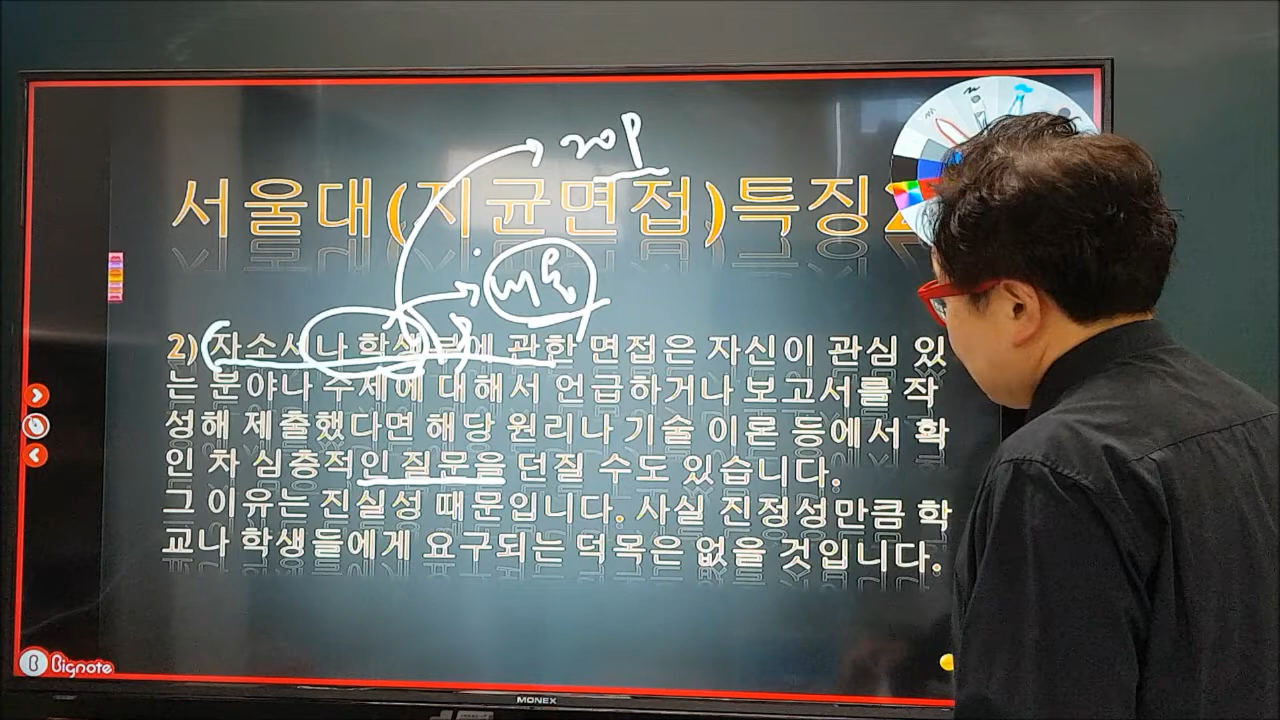 20p
서울대(지균면접)특징2
비중
2) (자소서나 학생부)에 관한 면접은 자신이 관심 있
는 분야나 주제에 대해서 언급하거나 보고서를 작
성해 제출했다면 해당 원리나 기술 이론 등에서 확
인 차 심층적인 질문을 던질 수도 있습니다.
그 이유는 진실성 때문입니다. 사실 진정성만큼 학
교나 학생들에게 요구되는 덕목은 없을 것입니다.
Bignote
MONEX